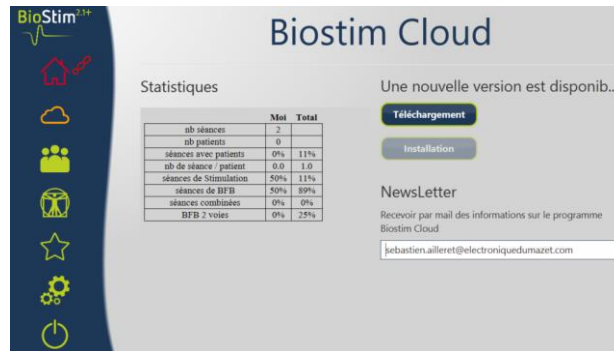 BioStim 2.1+
Biostim Cloud
Statistiques
Moi Total
nb séances 2
nb patients 0
séances avec patients 0% 11%
nb de séance / patient 0.0 1.0
séances de Stimulation 50% 11%
séances de BFB 50% 89%
séances combinées 0% 0%
BFB 2 voies 0% 25%
Une nouvelle version est disponib...
Téléchargement
Installation
NewsLetter
Recevoir par mail des informations sur le programme
Biostim Cloud
sebastien.ailleret@electroniquedumazet.com